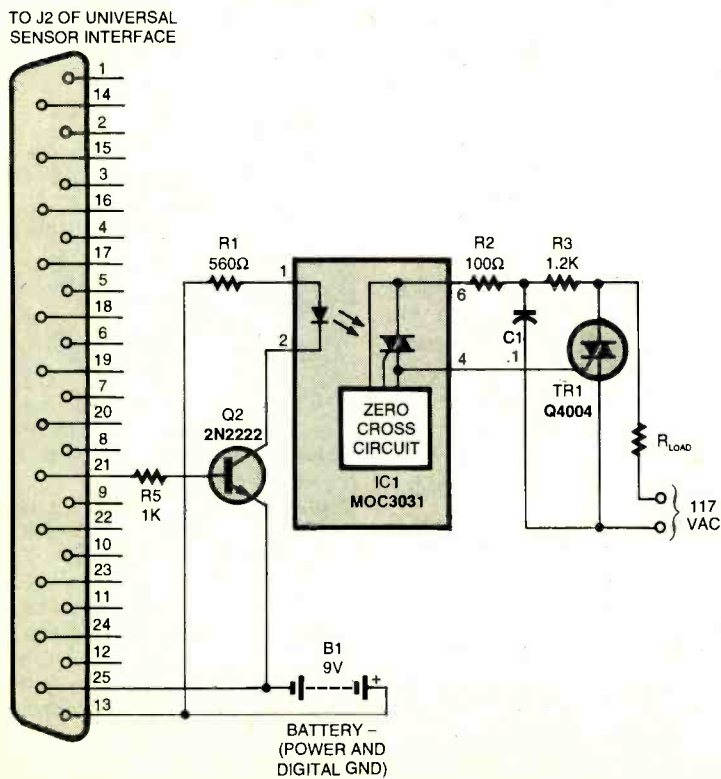 TO J2 OF UNIVERSAL
SENSOR INTERFACE
1
14
2
15
3
16
4
17
5
18
6
19
7
20
8
21
9
22
10
23
11
24
12
25
13
R5
1K
Q2
2N2222
R1
560Ω
1
2
ZERO
CROSS
CIRCUIT
IC1
MOC3031
6
4
R2
100Ω
R3
1.2K
C1
.1
TR1
Q4004
RLOAD
117
VAC
B1
9V
+
BATTERY –
(POWER AND
DIGITAL GND)